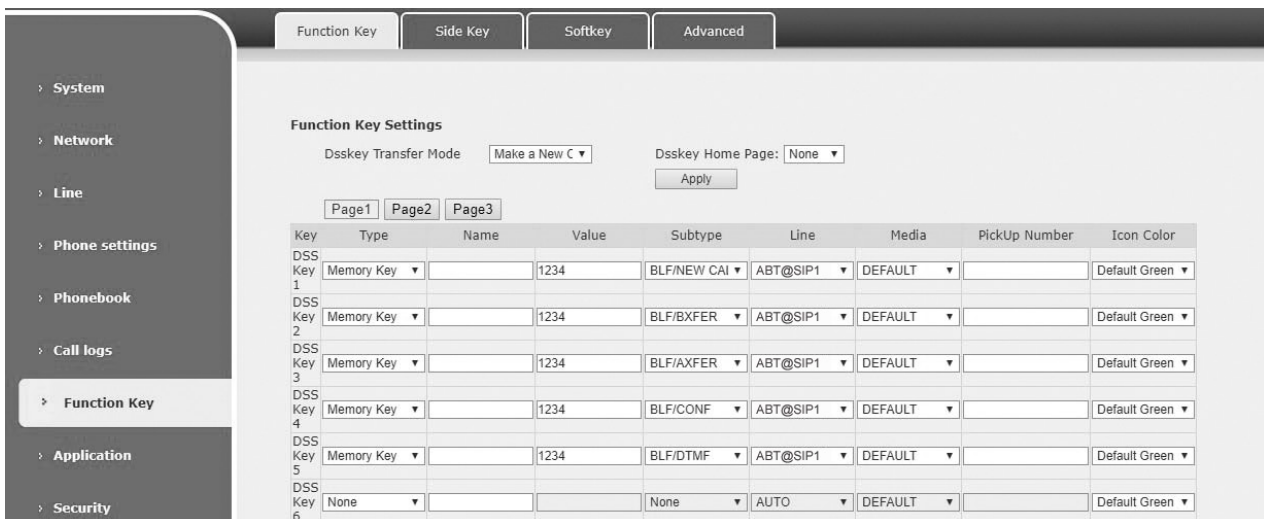 Function Key Side Key Softkey Advanced
› System
› Network
› Line
› Phone settings
› Phonebook
› Call logs
› Function Key
› Application
› Security
Function Key Settings
Dsskey Transfer Mode Make a New C Dsskey Home Page: None
Apply
Page1 Page2 Page3
Key Type Name Value Subtype Line Media PickUp Number Icon Color
DSS Key 1 Memory Key 1234 BLF/NEW CAI ABT@SIP1 DEFAULT Default Green
DSS Key 2 Memory Key 1234 BLF/BXFER ABT@SIP1 DEFAULT Default Green
DSS Key 3 Memory Key 1234 BLF/AXFER ABT@SIP1 DEFAULT Default Green
DSS Key 4 Memory Key 1234 BLF/CONF ABT@SIP1 DEFAULT Default Green
DSS Key 5 Memory Key 1234 BLF/DTMF ABT@SIP1 DEFAULT Default Green
DSS Key 6 None None AUTO DEFAULT Default Green